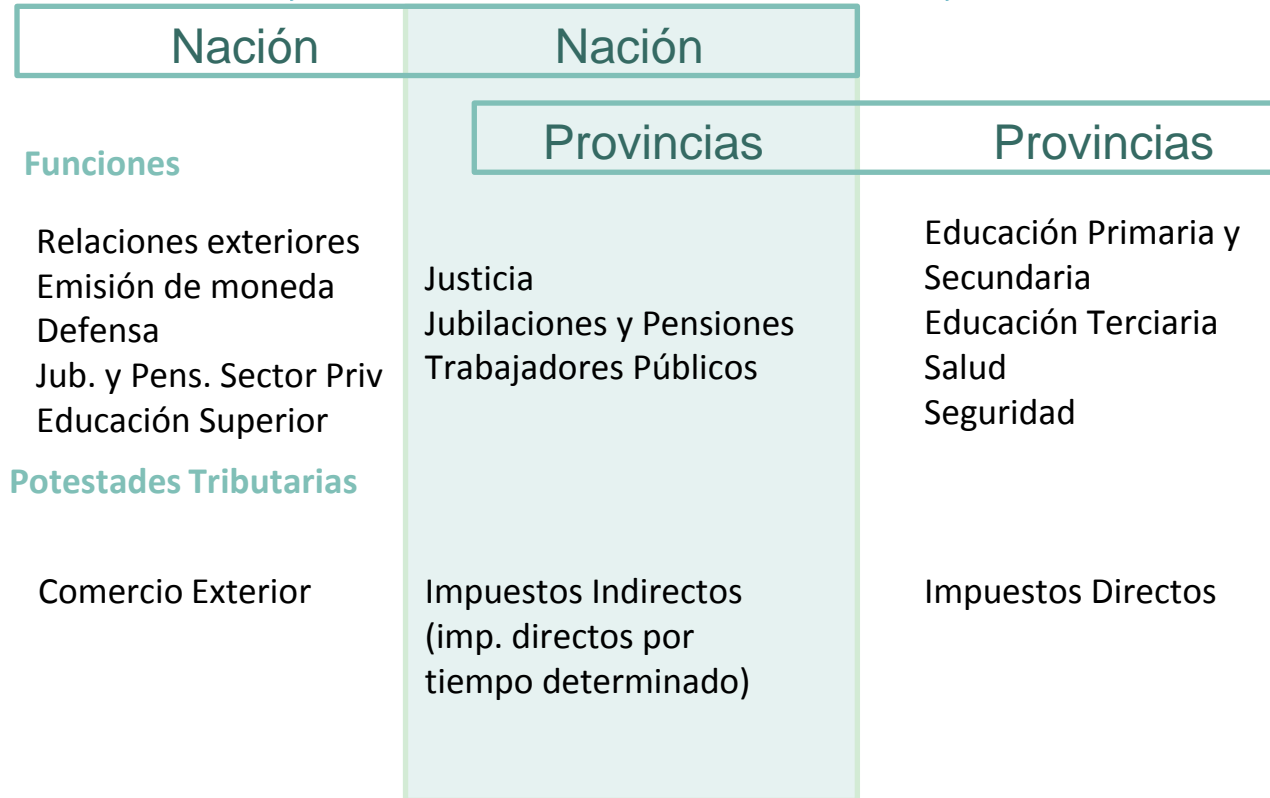 Nación
Nación
Provincias
Provincias
Funciones
Relaciones exteriores
Emisión de moneda
Defensa
Jub. y Pens. Sector Priv
Educación Superior
Justicia
Jubilaciones y Pensiones
Trabajadores Públicos
Educación Primaria y
Secundaria
Educación Terciaria
Salud
Seguridad
Potestades Tributarias
Comercio Exterior
Impuestos Indirectos
(imp. directos por
tiempo determinado)
Impuestos Directos